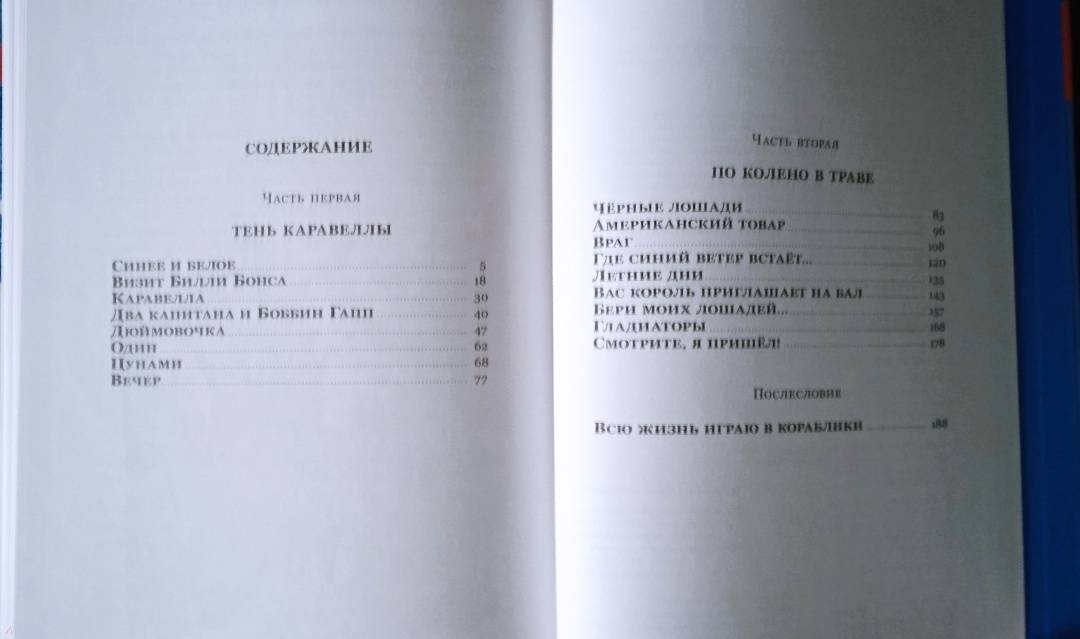 СОДЕРЖАНИЕ
Часть первая
ТЕНЬ КАРАВЕЛЛЫ
Синее и белое 5
Визит Билли Бонса 18
Каравелла 30
Два капитана и Боббин Гапп 40
Дюймовочка 47
Один 62
Цунами 68
Вечер 77
Часть вторая
ПО КОЛЕНО В ТРАВЕ
Чёрные лошади 83
Американский товар 96
Враг 108
Где синий ветер встаёт... 120
Летние дни 135
Вас король приглашает на бал 143
Бери моих лошадей... 157
Гладиаторы 168
Смотрите, я пришёл! 178
Послесловие
Всю жизнь играю в кораблики 188